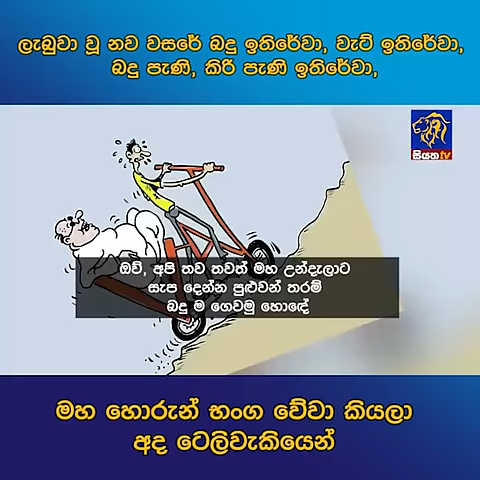 ලැබුවා වූ නව වසරේ බදු ඉතිරේවා, වැට් ඉතිරේවා,
බදු පැණි, කිරි පැණි ඉතිරේවා,
සියත tv
ඔව්, අපි තව තවත් මහ උන්දැලාට
සැප දෙන්න පුළුවන් තරම්
බදු ම ගෙවමු හොඳේ
මහ හොරුන් භංග වේවා කියලා
අද ටෙලිවැකියෙන්